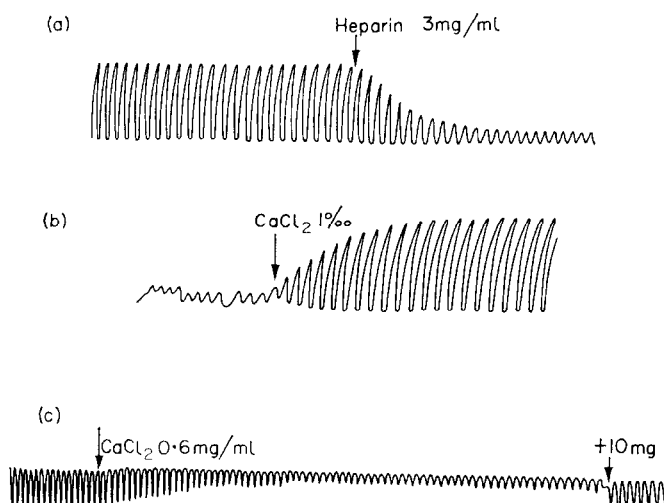 (a)
Heparin 3mg/ml
(b)
CaCl₂ 1‰
(c)
CaCl₂ 0·6mg/ml
+10mg